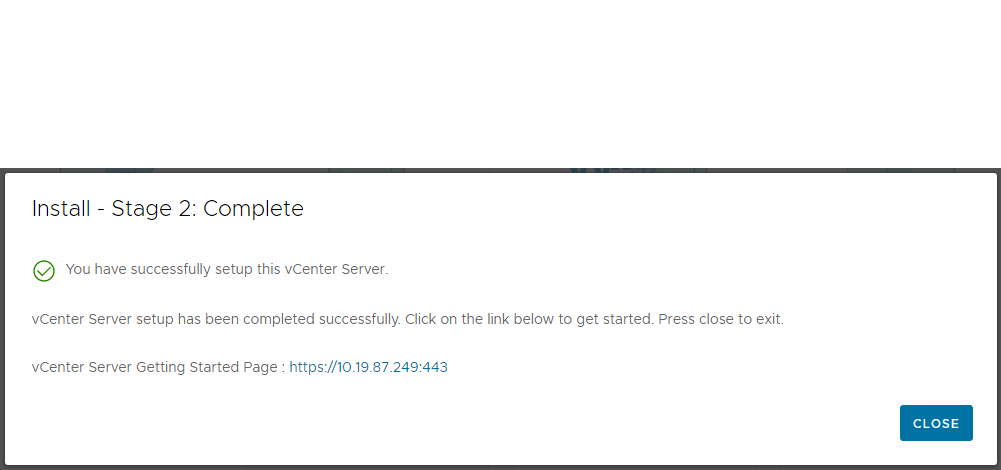 Install - Stage 2: Complete
You have successfully setup this vCenter Server.
vCenter Server setup has been completed successfully. Click on the link below to get started. Press close to exit.
vCenter Server Getting Started Page : https://10.19.87.249:443
CLOSE